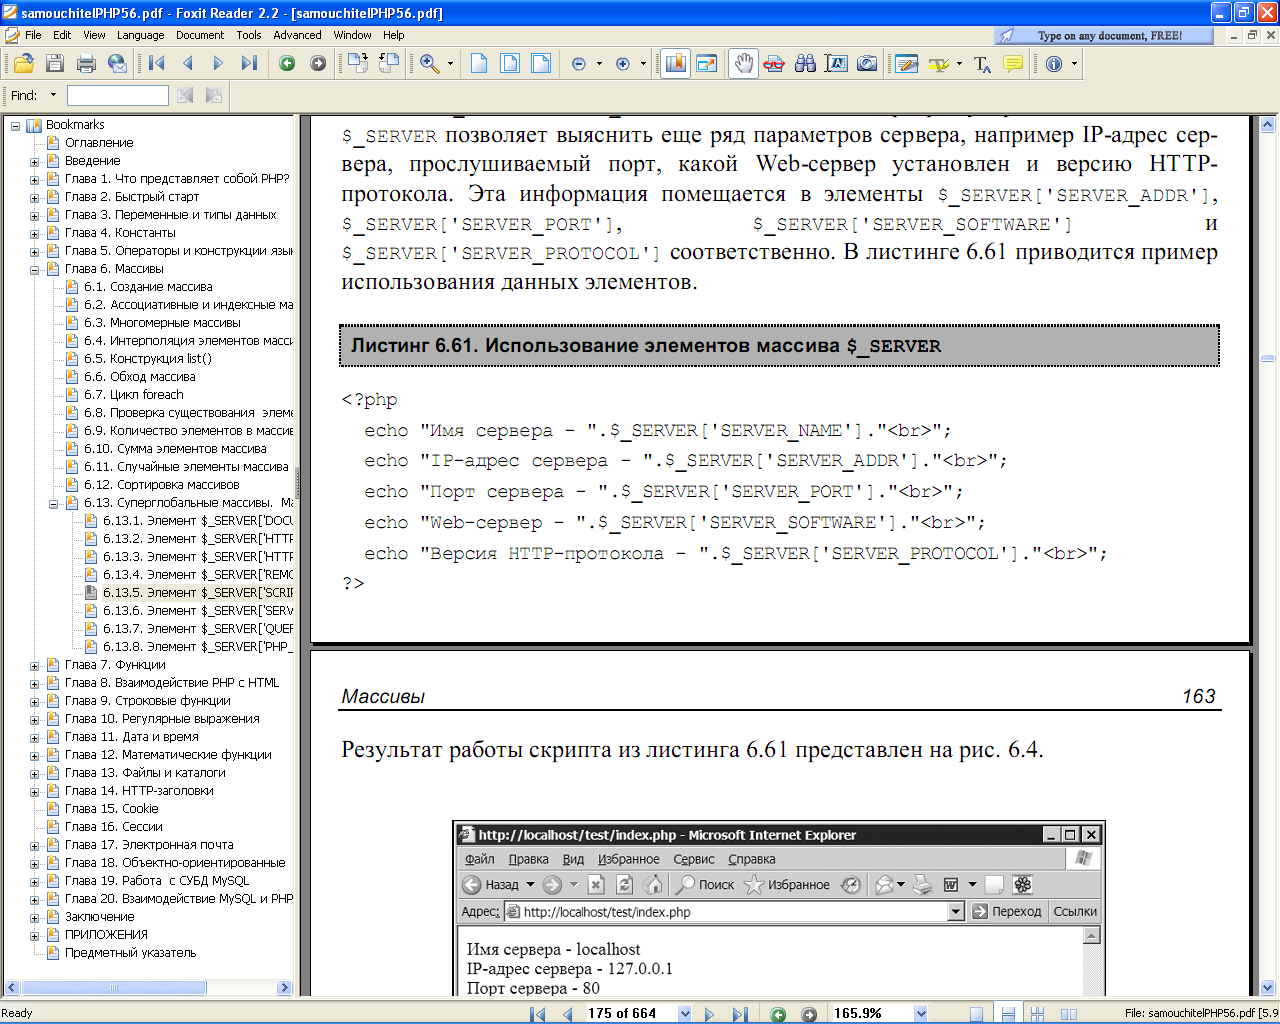 samouchitelPHP56.pdf - Foxit Reader 2.2 - [samouchitelPHP56.pdf]
File Edit View Language Document Tools Advanced Window Help
Type on any document, FREE!
Find:
Bookmarks
Оглавление
Введение
Глава 1. Что представляет собой PHP?
Глава 2. Быстрый старт
Глава 3. Переменные и типы данных
Глава 4. Константы
Глава 5. Операторы и конструкции язык
Глава 6. Массивы
6.1. Создание массива
6.2. Ассоциативные и индексные ма
6.3. Многомерные массивы
6.4. Интерполяция элементов масси
6.5. Конструкция list()
6.6. Обход массива
6.7. Цикл foreach
6.8. Проверка существования элеме
6.9. Количество элементов в массив
6.10. Сумма элементов массива
6.11. Случайные элементы массива
6.12. Сортировка массивов
6.13. Суперглобальные массивы. Ма
6.13.1. Элемент $_SERVER['DOCU
6.13.2. Элемент $_SERVER['HTTP
6.13.3. Элемент $_SERVER['HTTP
6.13.4. Элемент $_SERVER['REMO
6.13.5. Элемент $_SERVER['SCRIP
6.13.6. Элемент $_SERVER['SERV
6.13.7. Элемент $_SERVER['QUER
6.13.8. Элемент $_SERVER['PHP_
Глава 7. Функции
Глава 8. Взаимодействие PHP с HTML
Глава 9. Строковые функции
Глава 10. Регулярные выражения
Глава 11. Дата и время
Глава 12. Математические функции
Глава 13. Файлы и каталоги
Глава 14. HTTP-заголовки
Глава 15. Cookie
Глава 16. Сессии
Глава 17. Электронная почта
Глава 18. Объектно-ориентированные
Глава 19. Работа с СУБД MySQL
Глава 20. Взаимодействие MySQL и PHP
Заключение
ПРИЛОЖЕНИЯ
Предметный указатель
$_SERVER позволяет выяснить еще ряд параметров сервера, например IP-адрес сер-
вера, прослушиваемый порт, какой Web-сервер установлен и версию HTTP-
протокола. Эта информация помещается в элементы $_SERVER['SERVER_ADDR'],
$_SERVER['SERVER_PORT'], $_SERVER['SERVER_SOFTWARE'] и
$_SERVER['SERVER_PROTOCOL'] соответственно. В листинге 6.61 приводится пример
использования данных элементов.
Листинг 6.61. Использование элементов массива $_SERVER
<?php
echo "Имя сервера - ".$_SERVER['SERVER_NAME']."<br>";
echo "IP-адрес сервера - ".$_SERVER['SERVER_ADDR']."<br>";
echo "Порт сервера - ".$_SERVER['SERVER_PORT']."<br>";
echo "Web-сервер - ".$_SERVER['SERVER_SOFTWARE']."<br>";
echo "Версия HTTP-протокола - ".$_SERVER['SERVER_PROTOCOL']."<br>";
?>
Массивы 163
Результат работы скрипта из листинга 6.61 представлен на рис. 6.4.
http://localhost/test/index.php - Microsoft Internet Explorer
Файл Правка Вид Избранное Сервис Справка
Назад Поиск Избранное
Адрес: http://localhost/test/index.php Переход Ссылки
Имя сервера - localhost
IP-адрес сервера - 127.0.0.1
Порт сервера - 80
Ready 175 of 664 165.9% File: samouchitelPHP56.pdf [5.9